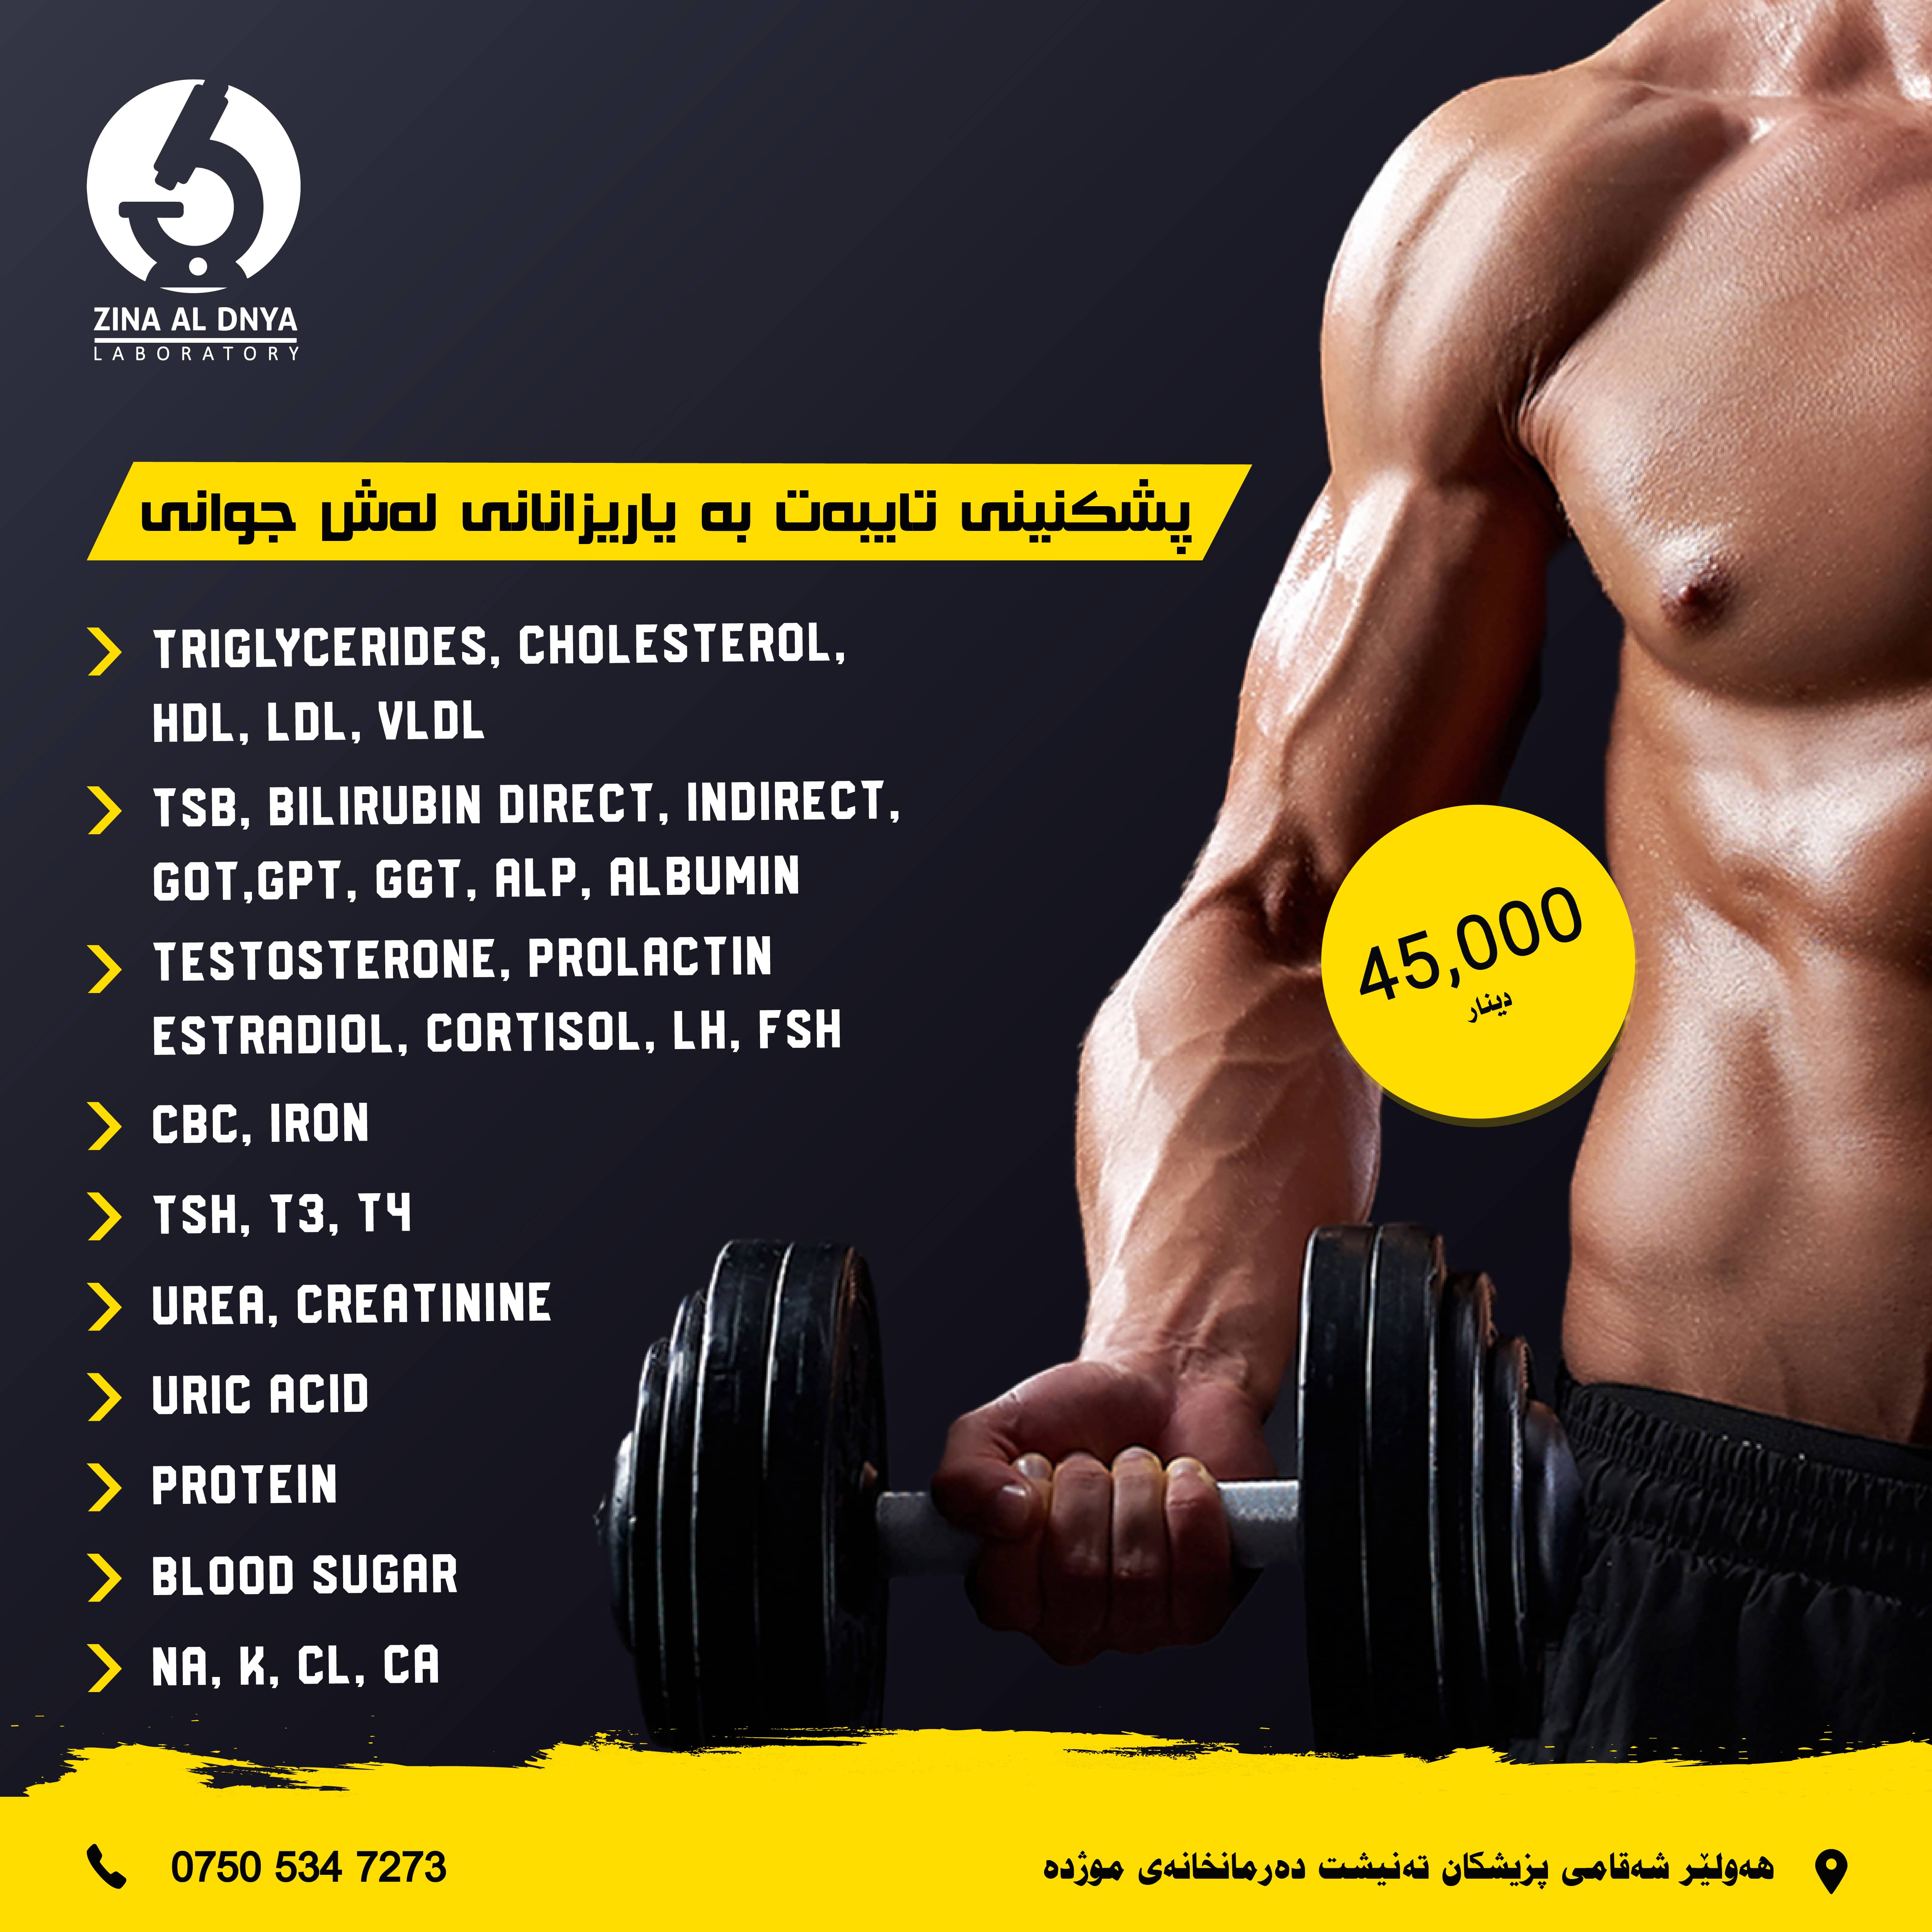 ZINA AL DNYA
LABORATORY
پشکنینی تایبەت بە یاریزانانی لەش جوانی
TRIGLYCERIDES, CHOLESTEROL,
HDL, LDL, VLDL
TSB, BILIRUBIN DIRECT, INDIRECT,
GOT,GPT, GGT, ALP, ALBUMIN
TESTOSTERONE, PROLACTIN
ESTRADIOL, CORTISOL, LH, FSH
CBC, IRON
TSH, T3, T4
UREA, CREATININE
URIC ACID
PROTEIN
BLOOD SUGAR
NA, K, CL, CA
45,000
دینار
0750 534 7273
هەولێر شەقامی پزیشکان تەنیشت دەرمانخانەی موژدە